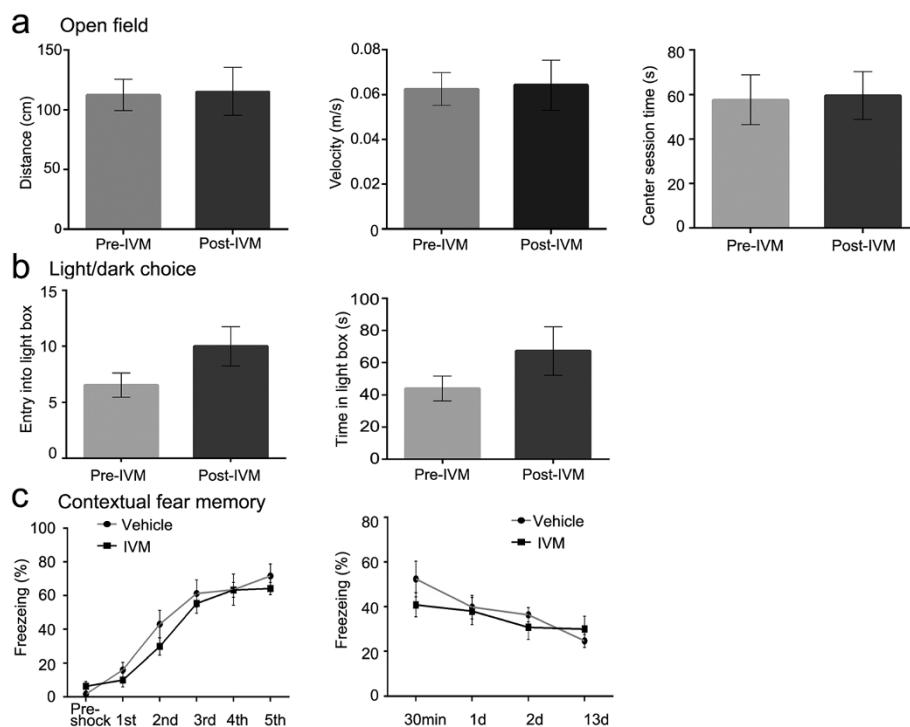 a Open field
Distance (cm)
150
100
50
0
Pre-IVM Post-IVM
Velocity (m/s)
0.08
0.06
0.04
0.02
0.00
Pre-IVM Post-IVM
Center session time (s)
80
60
40
20
0
Pre-IVM Post-IVM
b Light/dark choice
Entry into light box
15
10
5
0
Pre-IVM Post-IVM
Time in light box (s)
100
80
60
40
20
0
Pre-IVM Post-IVM
c Contextual fear memory
Vehicle
IVM
Freezeing (%)
100
80
60
40
20
0
Pre-
shock 1st 2nd 3rd 4th 5th
Vehicle
IVM
Freezeing (%)
80
60
40
20
0
30min 1d 2d 13d